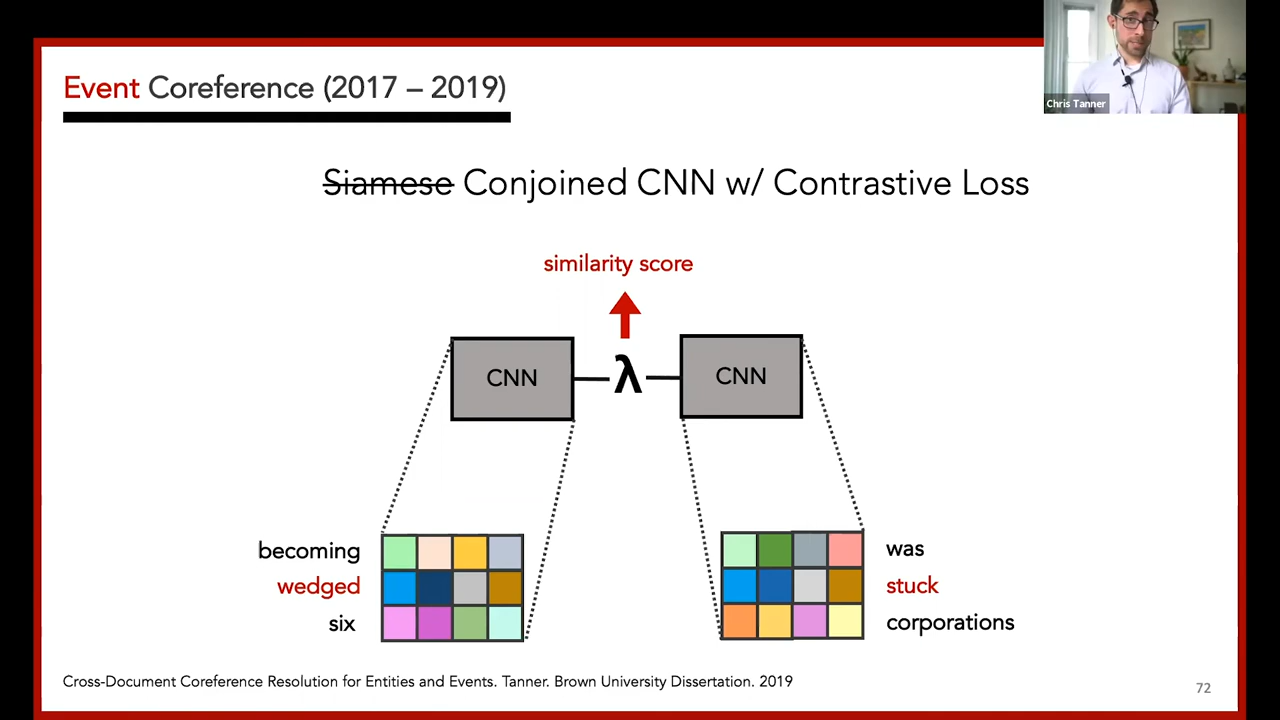 Chris Tanner
Event Coreference (2017 – 2019)
Siamese Conjoined CNN w/ Contrastive Loss
similarity score
CNN
λ
CNN
becoming
wedged
six
was
stuck
corporations
Cross-Document Coreference Resolution for Entities and Events. Tanner. Brown University Dissertation. 2019
72